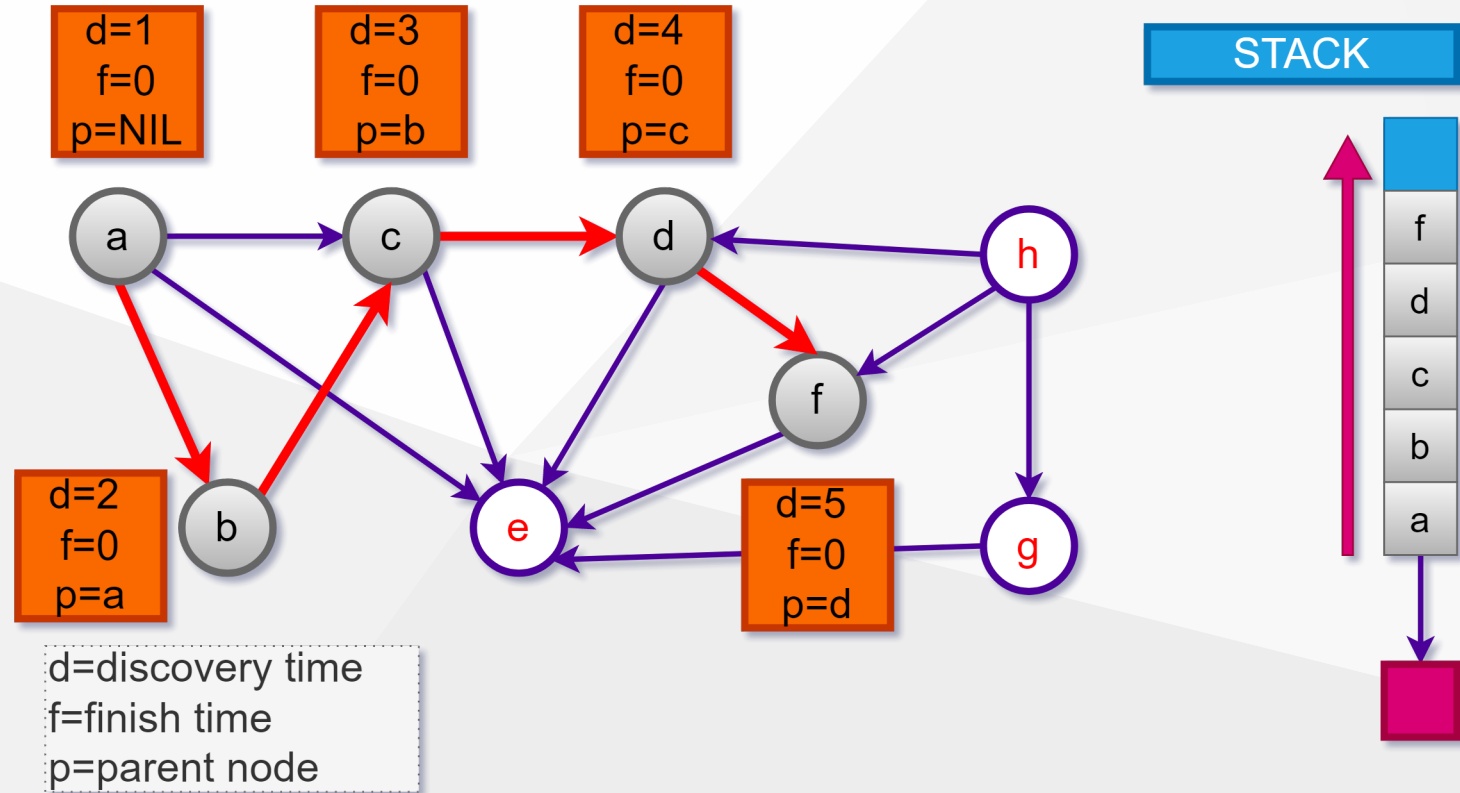 d=1
f=0
p=NIL
d=3
f=0
p=b
d=4
f=0
p=c
STACK
a
c
d
h
f
b
e
g
d=2
f=0
p=a
d=5
f=0
p=d
f
d
c
b
a
d=discovery time
f=finish time
p=parent node